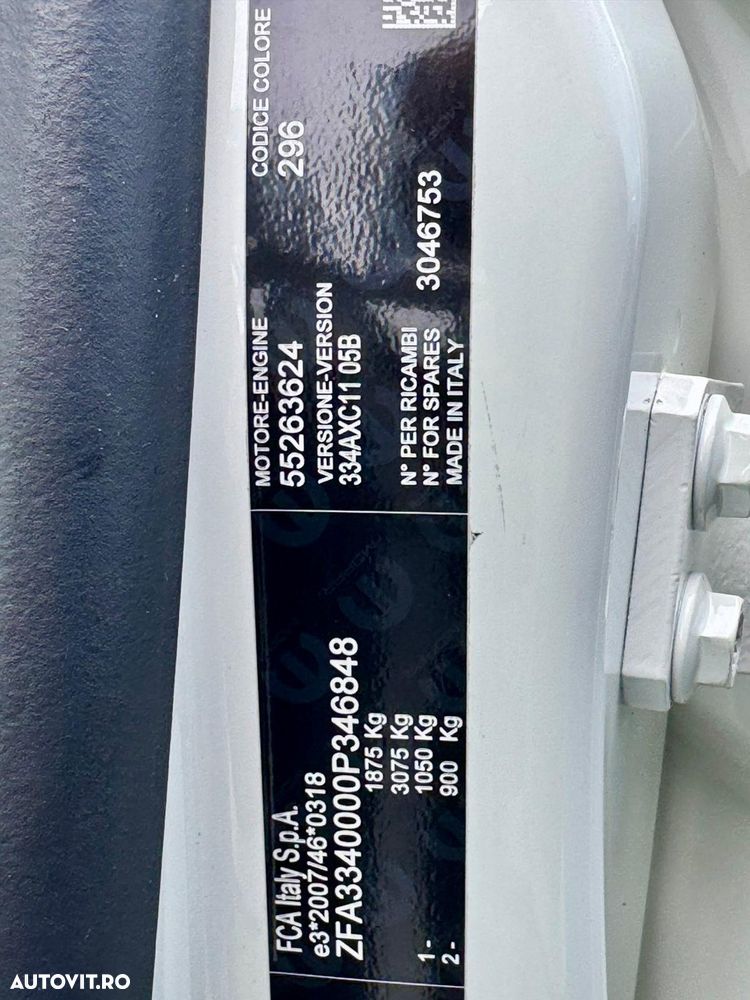 FCA Italy S.p.A.
e3*2007/46*0318
ZFA3340000P346848
1875 Kg
3075 Kg
1- 1050 Kg
2- 900 Kg
MOTORE-ENGINE
55263624
VERSIONE-VERSION
334AXC11 05B
N° PER RICAMBI
N° FOR SPARES 3046753
MADE IN ITALY
CODICE COLORE
296
AUTOVIT.RO